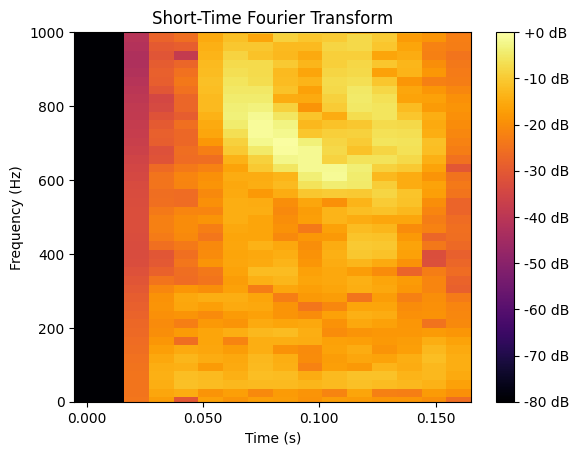 Short-Time Fourier Transform
Frequency (Hz)
1000
800
600
400
200
0
0.000
0.050
0.100
0.150
Time (s)
+0 dB
-10 dB
-20 dB
-30 dB
-40 dB
-50 dB
-60 dB
-70 dB
-80 dB